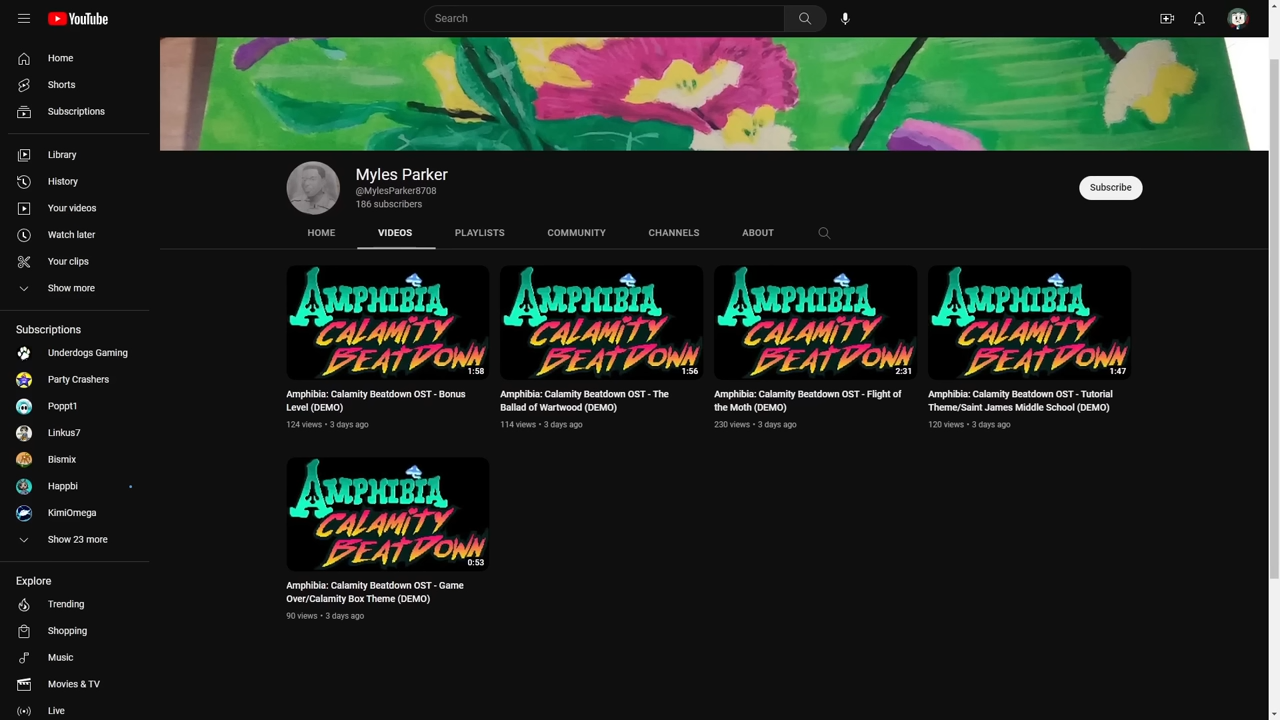 YouTube
Search
Home
Shorts
Subscriptions
Library
History
Your videos
Watch later
Your clips
Show more
Subscriptions
Underdogs Gaming
Party Crashers
Poppt1
Linkus7
Bismix
Happbi
KimiOmega
Show 23 more
Explore
Trending
Shopping
Music
Movies & TV
Live
Myles Parker
@MylesParker8708
186 subscribers
Subscribe
HOME VIDEOS PLAYLISTS COMMUNITY CHANNELS ABOUT
AMPHIBIA
CALAMITY
BEATDOWN
1:58
Amphibia: Calamity Beatdown OST - Bonus
Level (DEMO)
124 views • 3 days ago
AMPHIBIA
CALAMITY
BEATDOWN
1:56
Amphibia: Calamity Beatdown OST - The
Ballad of Wartwood (DEMO)
114 views • 3 days ago
AMPHIBIA
CALAMITY
BEATDOWN
2:31
Amphibia: Calamity Beatdown OST - Flight of
the Moth (DEMO)
230 views • 3 days ago
AMPHIBIA
CALAMITY
BEATDOWN
1:47
Amphibia: Calamity Beatdown OST - Tutorial
Theme/Saint James Middle School (DEMO)
120 views • 3 days ago
AMPHIBIA
CALAMITY
BEATDOWN
0:53
Amphibia: Calamity Beatdown OST - Game
Over/Calamity Box Theme (DEMO)
90 views • 3 days ago